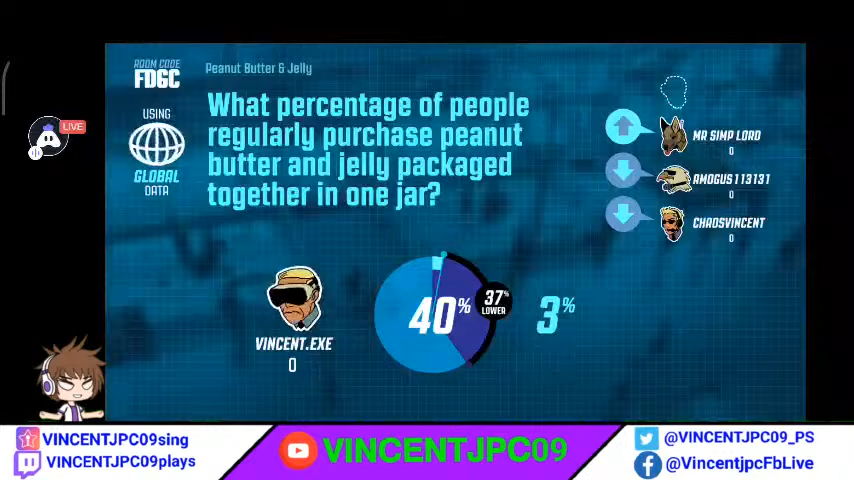 ROOM CODE
FDGC
Peanut Butter & Jelly
What percentage of people
regularly purchase peanut
butter and jelly packaged
together in one jar?
USING
GLOBAL
DATA
LIVE
MR SIMP LORD
0
AMOGUS113131
0
CHAOSVINCENT
0
40%
37%
LOWER
3%
VINCENT.EXE
0
VINCENTJPC09sing
VINCENTJPC09plays
VINCENTJPC09
@VINCENTJPC09_PS
@VincentjpcFbLive